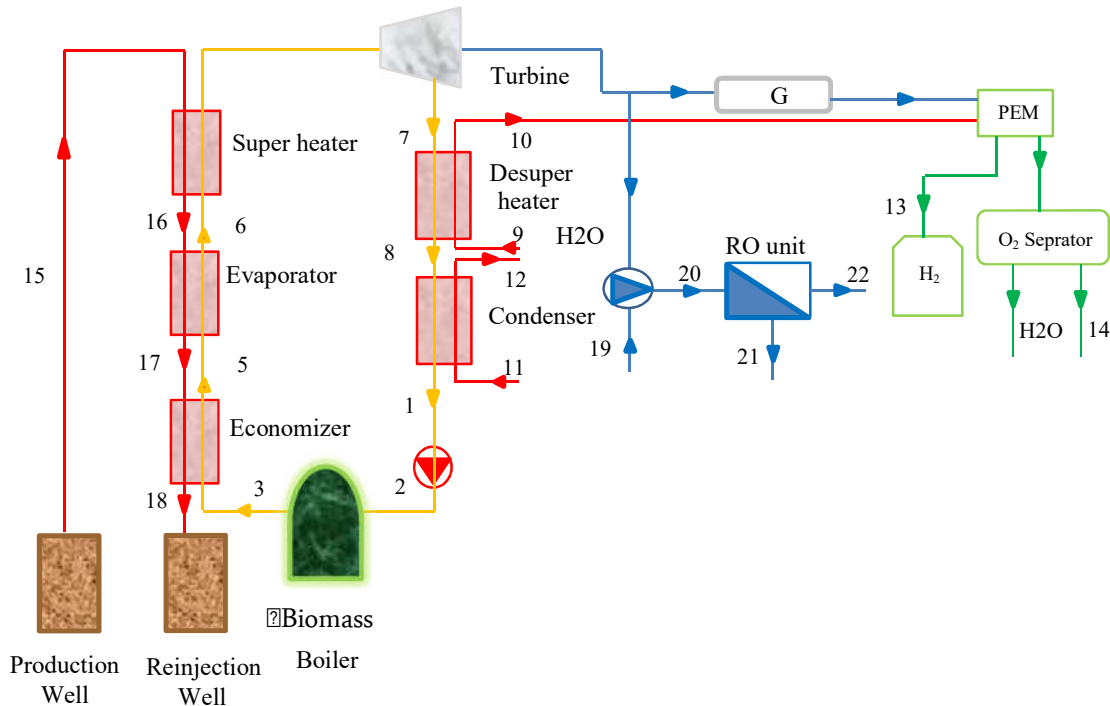 Turbine
G
PEM
7
10
Super heater
Desuper
heater
13
16
6
9
H2O
8
12
RO unit
O2 Seprator
15
Evaporator
20
22
H2
Condenser
17
5
19
21
H2O
14
11
1
Economizer
18
3
2
Biomass
Boiler
Production
Well
Reinjection
Well